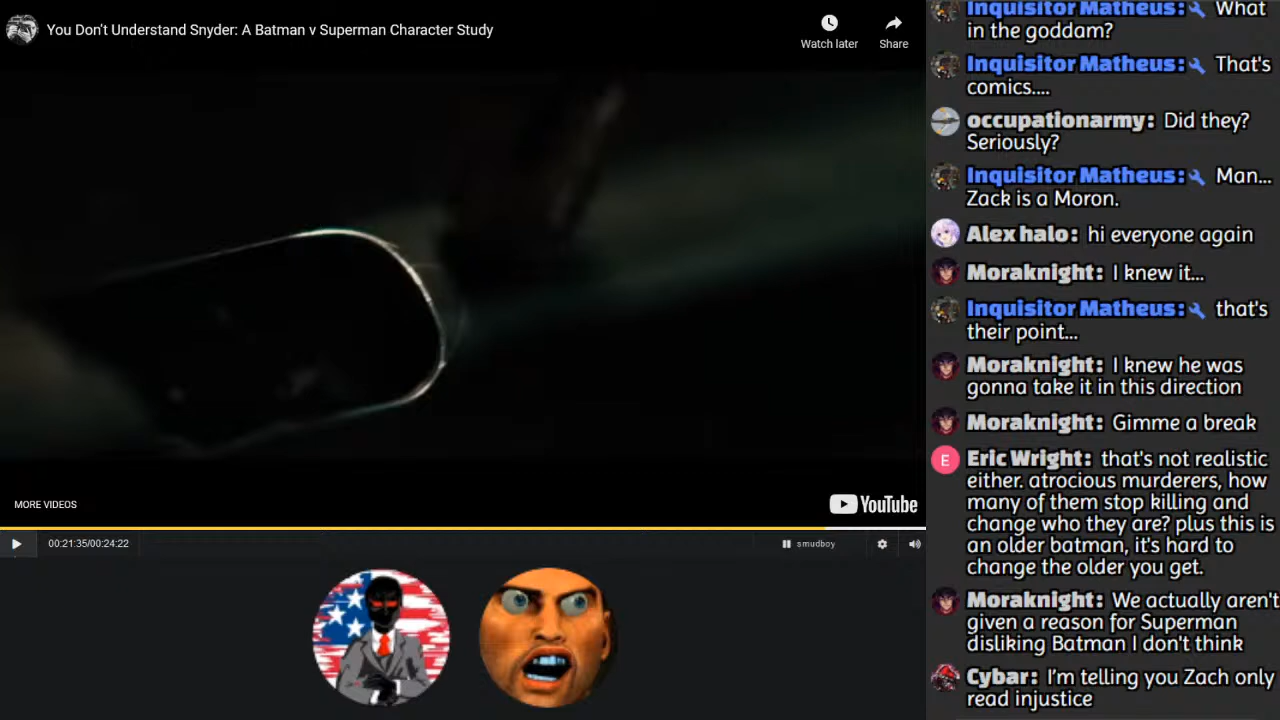 You Don't Understand Snyder: A Batman v Superman Character Study
Watch later
Share
MORE VIDEOS
YouTube
00:21:35/00:24:22
smudboy
Inquisitor Matheus: What
in the goddam?
Inquisitor Matheus: That's
comics....
occupationarmy: Did they?
Seriously?
Inquisitor Matheus: Man...
Zack is a Moron.
Alex halo: hi everyone again
Moraknight: I knew it...
Inquisitor Matheus: that's
their point...
Moraknight: I knew he was
gonna take it in this direction
Moraknight: Gimme a break
E
Eric Wright: that's not realistic
either. atrocious murderers, how
many of them stop killing and
change who they are? plus this is
an older batman, it's hard to
change the older you get.
Moraknight: We actually aren't
given a reason for Superman
disliking Batman I don't think
Cybar: I'm telling you Zach only
read injustice